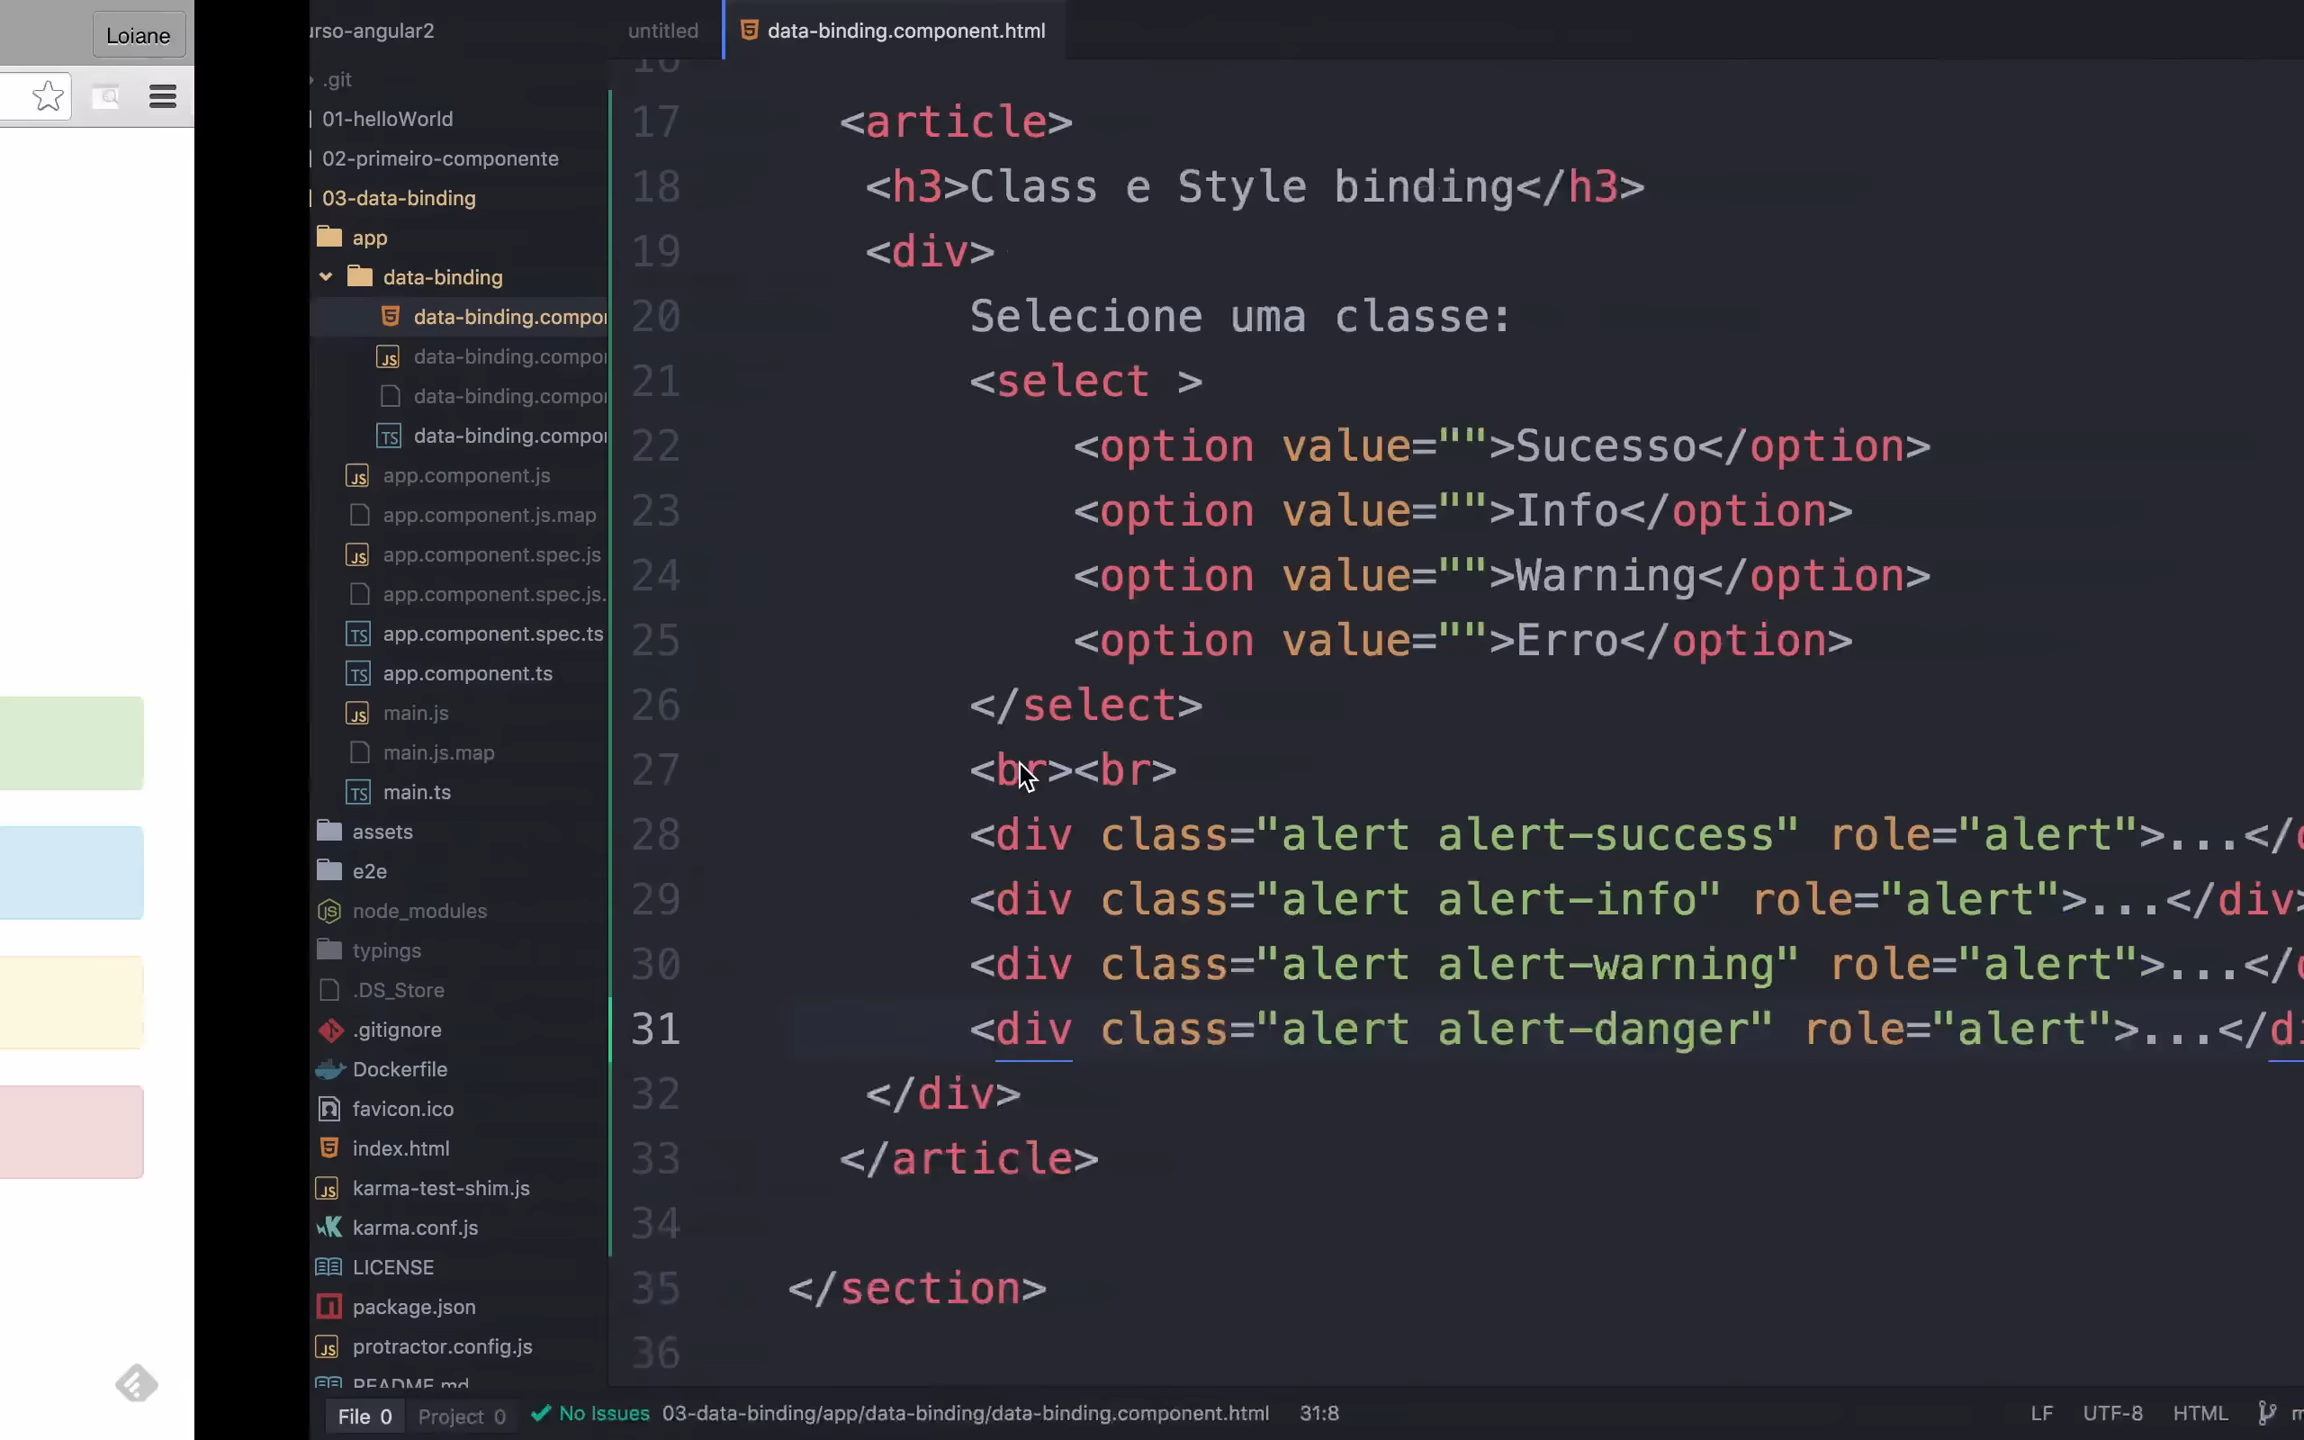 Loiane
urso-angular2
.git
01-helloWorld
02-primeiro-componente
03-data-binding
app
data-binding
data-binding.compo
data-binding.compo
data-binding.compo
data-binding.compo
app.component.js
app.component.js.map
app.component.spec.js
app.component.spec.js.
app.component.spec.ts
app.component.ts
main.js
main.js.map
main.ts
assets
e2e
node_modules
typings
.DS_Store
.gitignore
Dockerfile
favicon.ico
index.html
karma-test-shim.js
karma.conf.js
LICENSE
package.json
protractor.config.js
README.md
untitled
data-binding.component.html
16
17 <article>
18 <h3>Class e Style binding</h3>
19 <div>
20 Selecione uma classe:
21 <select >
22 <option value="">Sucesso</option>
23 <option value="">Info</option>
24 <option value="">Warning</option>
25 <option value="">Erro</option>
26 </select>
27 <br><br>
28 <div class="alert alert-success" role="alert">...</
29 <div class="alert alert-info" role="alert">...</div>
30 <div class="alert alert-warning" role="alert">...</
31 <div class="alert alert-danger" role="alert">...</di
32 </div>
33 </article>
34
35 </section>
36
File 0 Project 0 No Issues 03-data-binding/app/data-binding/data-binding.component.html 31:8 LF UTF-8 HTML